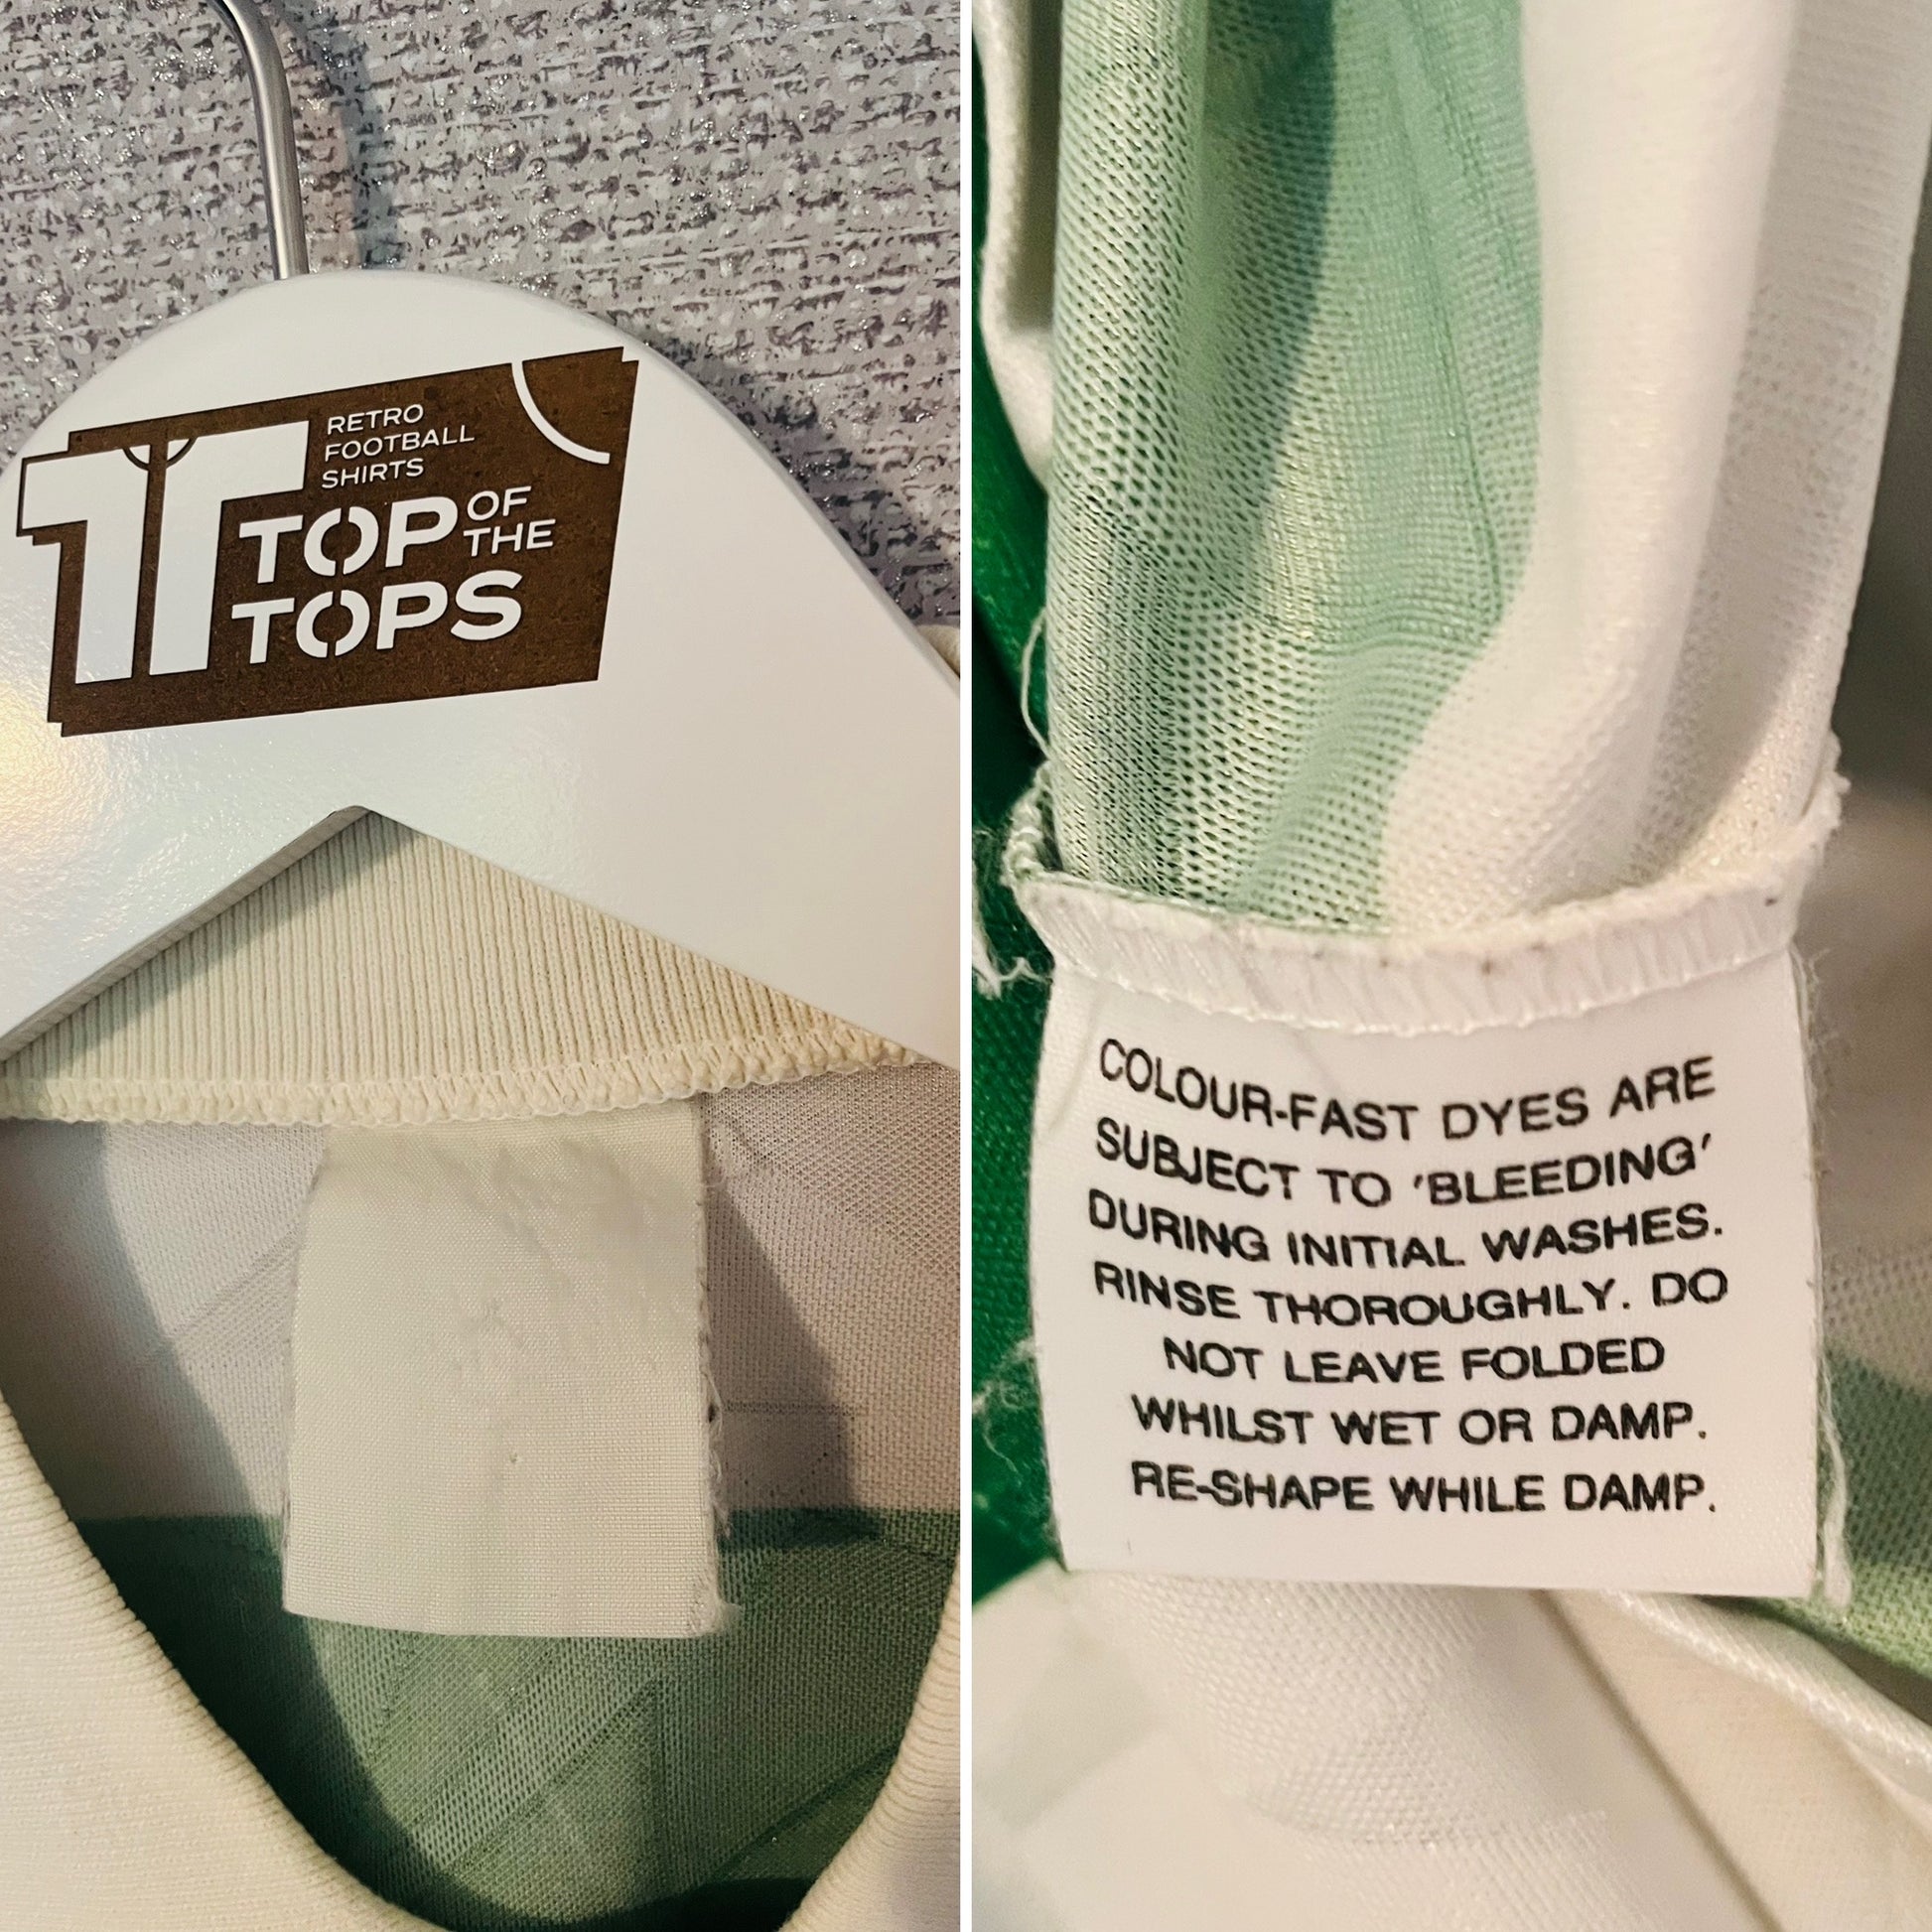 RETRO
FOOTBALL
SHIRTS
TOP OF THE
TOPS
COLOUR-FAST DYES ARE
SUBJECT TO 'BLEEDING'
DURING INITIAL WASHES.
RINSE THOROUGHLY. DO
NOT LEAVE FOLDED
WHILST WET OR DAMP.
RE-SHAPE WHILE DAMP.